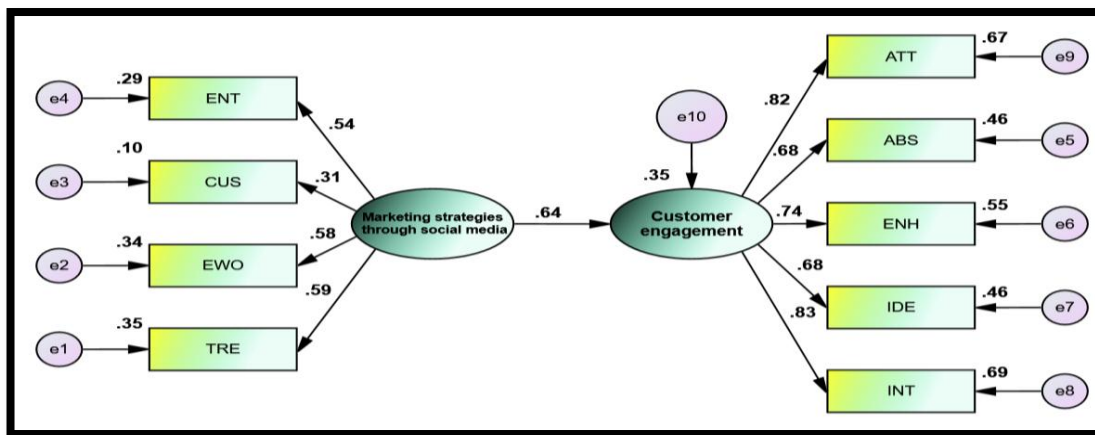 .29
e4
ENT
.54
.10
e3
CUS
.31
.34
e2
EWO
.58
.35
e1
TRE
.59
Marketing strategies
through social media
.64
e10
.35
Customer
engagement
.82
.67
ATT
e9
.68
.46
ABS
e5
.74
.55
ENH
e6
.68
.46
IDE
e7
.83
.69
INT
e8